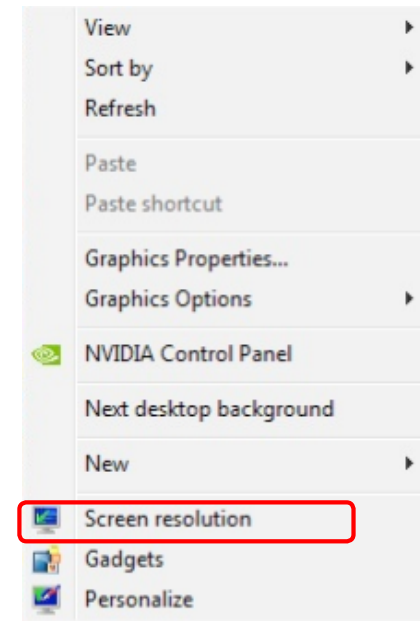 View
Sort by
Refresh
Paste
Paste shortcut
Graphics Properties...
Graphics Options
NVIDIA Control Panel
Next desktop background
New
Screen resolution
Gadgets
Personalize